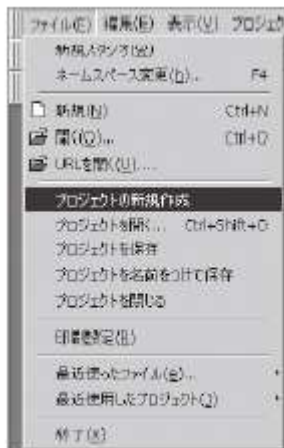 ファイル(F) 編集(E) 表示(V) プロジェク
新規スタジオ(W)
ネームスペース変更(h)... F4
新規(N) Ctrl+N
開く(O)... Ctrl+O
URLを開く(U)....
プロジェクトの新規作成
プロジェクトを開く... Ctrl+Shift+O
プロジェクトを保存
プロジェクトを名前をつけて保存
プロジェクトを閉じる
印刷設定(R)
最近使ったファイル(e)...
最近使用したプロジェクト(J)
終了(X)